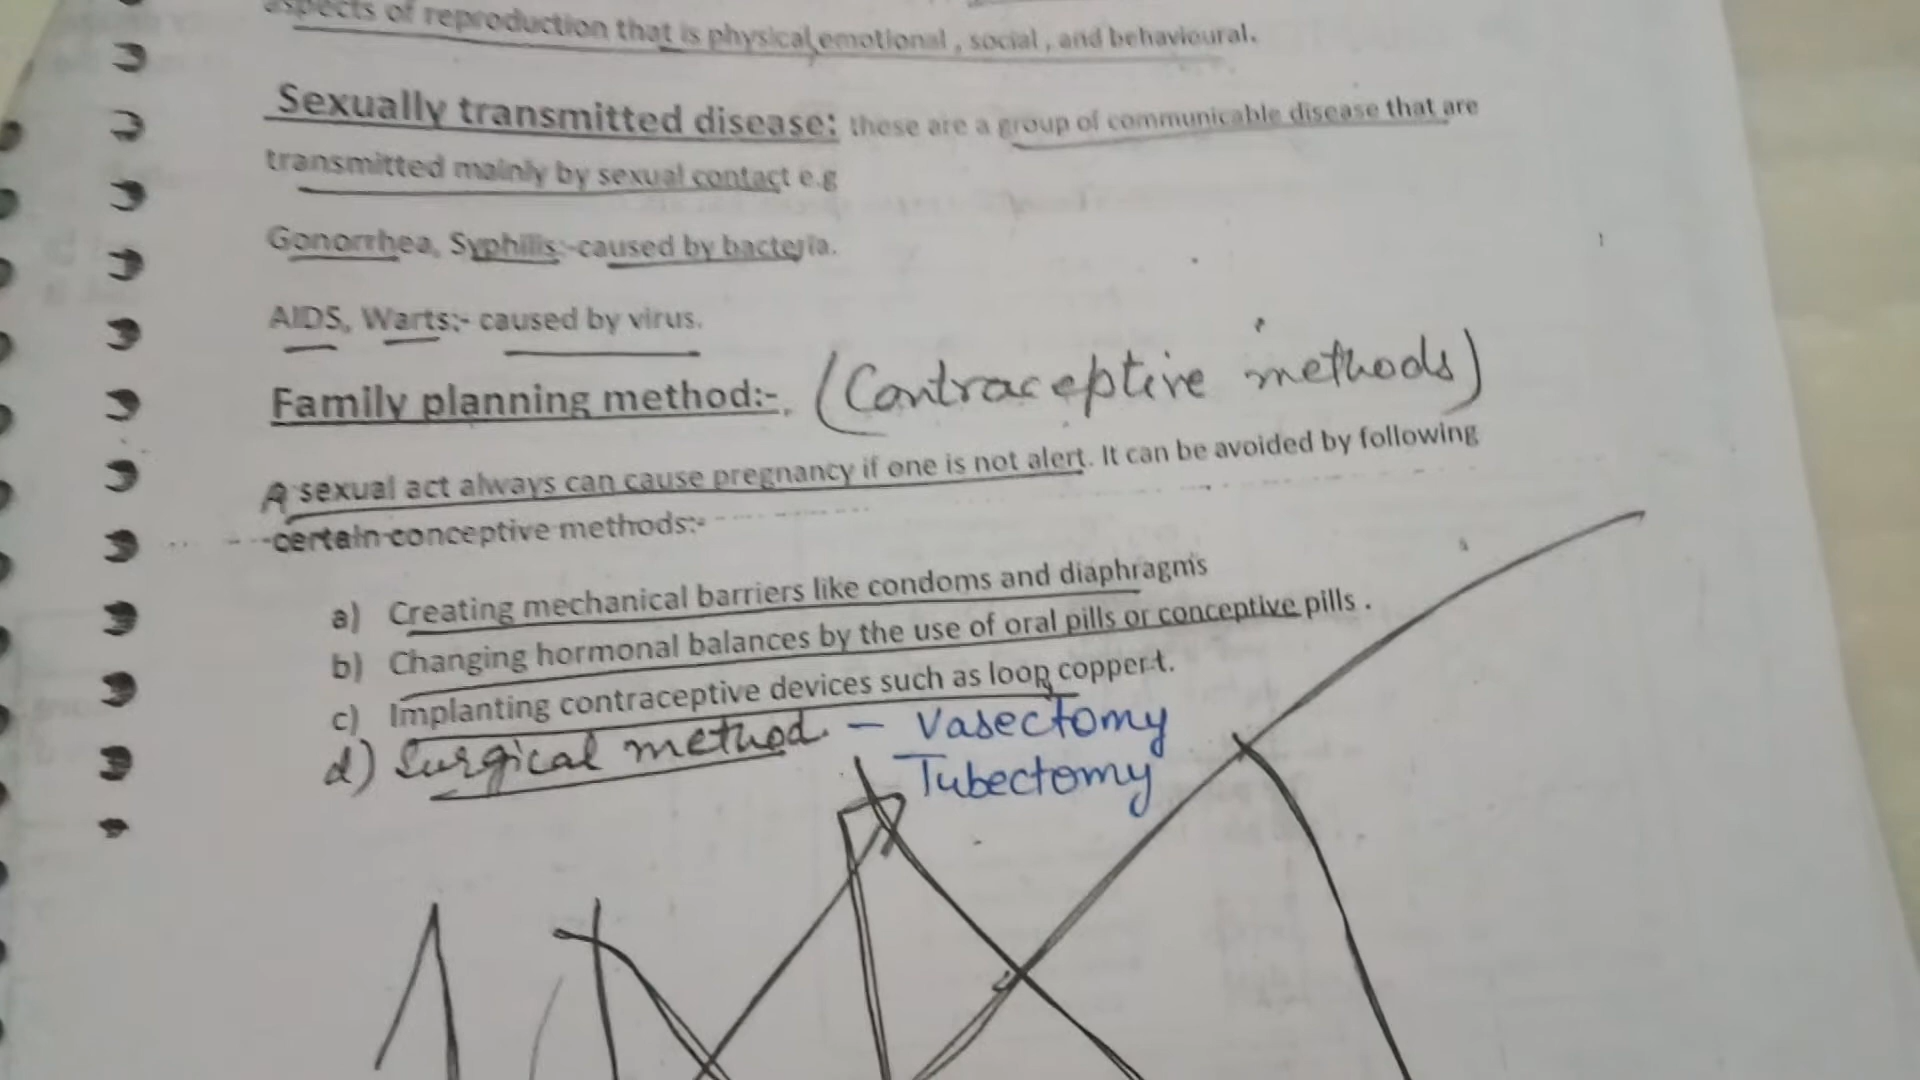 aspects of reproduction that is physical,emotional , social , and behavioural.
Sexually transmitted disease: these are a group of communicable disease that are
transmitted mainly by sexual contact e.g
Gonorrhea, Syphilis:-caused by bacteria.
AIDS, Warts:- caused by virus.
Family planning method:-. (Contraceptive methods)
A sexual act always can cause pregnancy if one is not alert. It can be avoided by following
certain conceptive methods:-
a) Creating mechanical barriers like condoms and diaphragms
b) Changing hormonal balances by the use of oral pills or conceptive pills .
c) Implanting contraceptive devices such as loop, copper-t.
d) Surgical method. - Vasectomy
Tubectomy